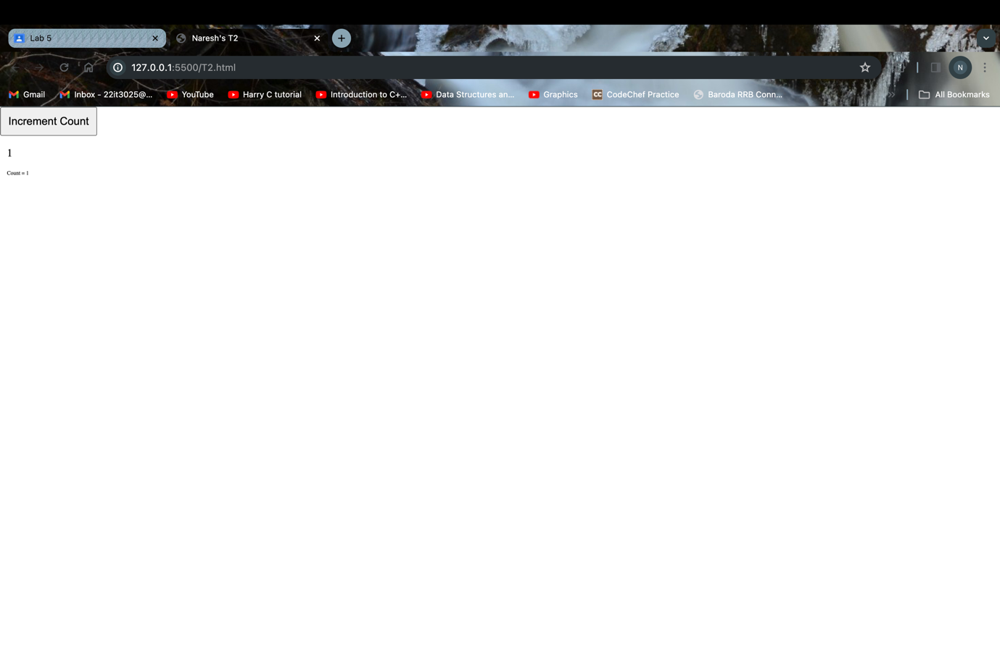 Lab 5
Naresh's T2
127.0.0.1:5500/T2.html
N
Gmail
Inbox - 22it3025@...
YouTube
Harry C tutorial
Introduction to C+...
Data Structures an...
Graphics
CC CodeChef Practice
Baroda RRB Conn...
All Bookmarks
Increment Count
1
Count = 1